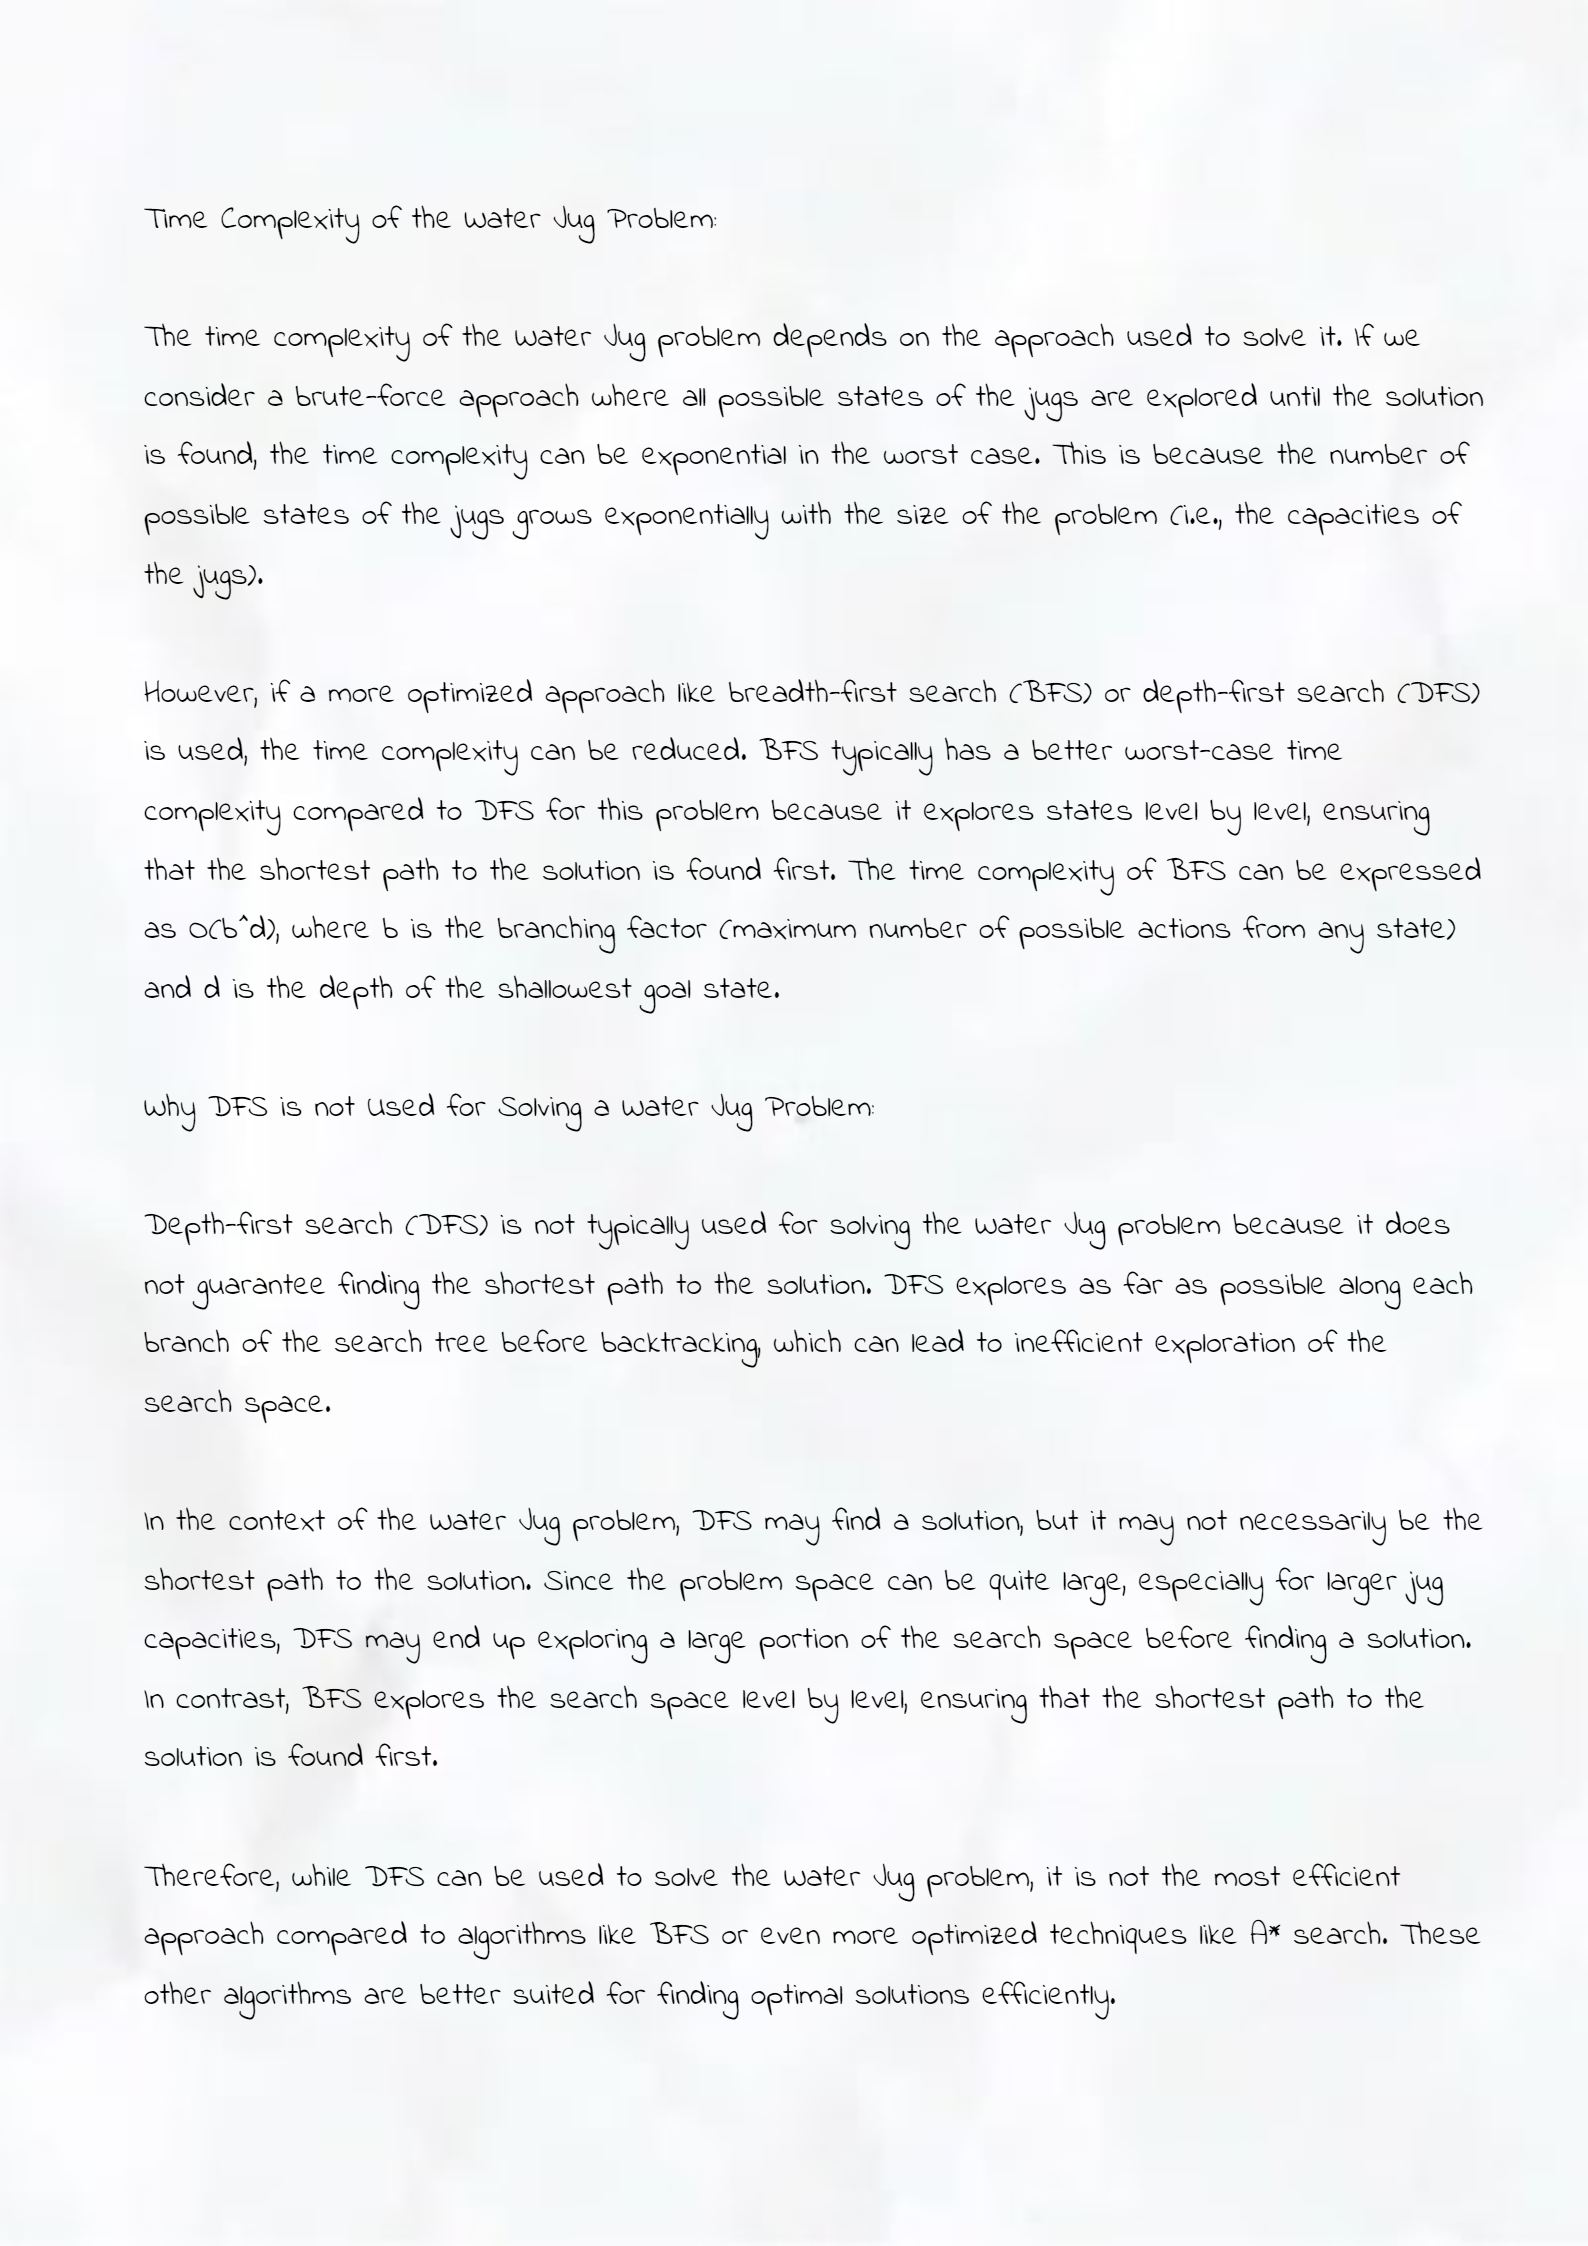 Time Complexity of the Water Jug Problem:
The time complexity of the Water Jug problem depends on the approach used to solve it. If we
consider a brute-force approach where all possible states of the jugs are explored until the solution
is found, the time complexity can be exponential in the worst case. This is because the number of
possible states of the jugs grows exponentially with the size of the problem (i.e., the capacities of
the jugs).
However, if a more optimized approach like breadth-first search (BFS) or depth-first search (DFS)
is used, the time complexity can be reduced. BFS typically has a better worst-case time
complexity compared to DFS for this problem because it explores states level by level, ensuring
that the shortest path to the solution is found first. The time complexity of BFS can be expressed
as O(b^d), where b is the branching factor (maximum number of possible actions from any state)
and d is the depth of the shallowest goal state.
Why DFS is not Used for Solving a Water Jug Problem:
Depth-first search (DFS) is not typically used for solving the Water Jug problem because it does
not guarantee finding the shortest path to the solution. DFS explores as far as possible along each
branch of the search tree before backtracking, which can lead to inefficient exploration of the
search space.
In the context of the Water Jug problem, DFS may find a solution, but it may not necessarily be the
shortest path to the solution. Since the problem space can be quite large, especially for larger jug
capacities, DFS may end up exploring a large portion of the search space before finding a solution.
In contrast, BFS explores the search space level by level, ensuring that the shortest path to the
solution is found first.
Therefore, while DFS can be used to solve the Water Jug problem, it is not the most efficient
approach compared to algorithms like BFS or even more optimized techniques like A* search. These
other algorithms are better suited for finding optimal solutions efficiently.